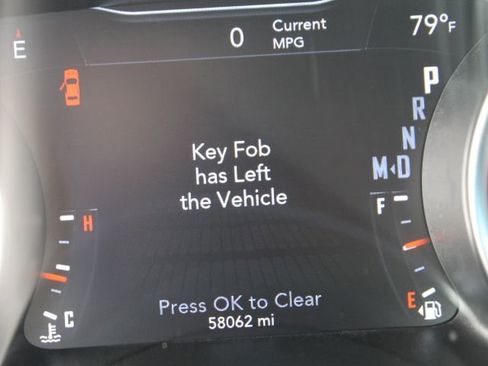 E
0
Current
MPG
79°F
P
R
N
M◂D
Key Fob
has Left
the Vehicle
H
F
C
E
Press OK to Clear
58062 mi